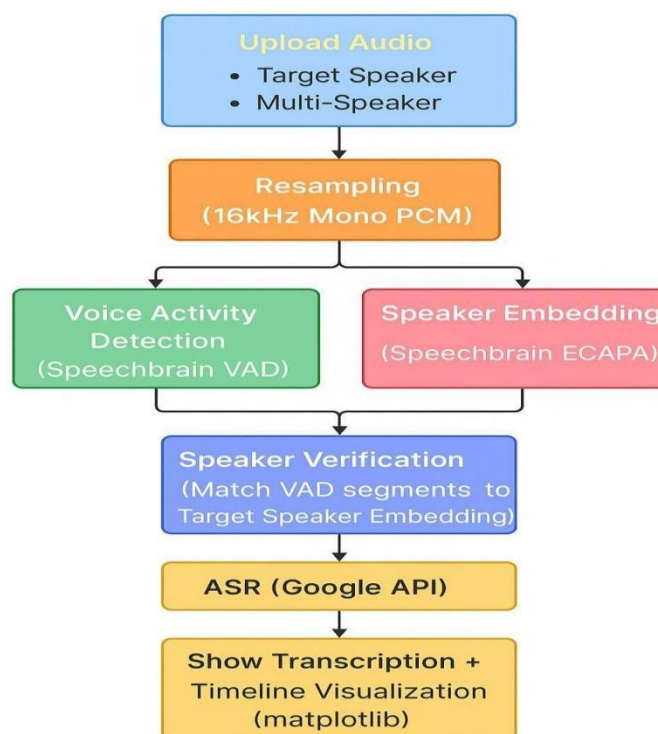 Upload Audio
• Target Speaker
• Multi-Speaker
Resampling
(16kHz Mono PCM)
Voice Activity
Detection
(Speechbrain VAD)
Speaker Embedding
(Speechbrain ECAPA)
Speaker Verification
(Match VAD segments to
Target Speaker Embedding)
ASR (Google API)
Show Transcription +
Timeline Visualization
(matplotlib)